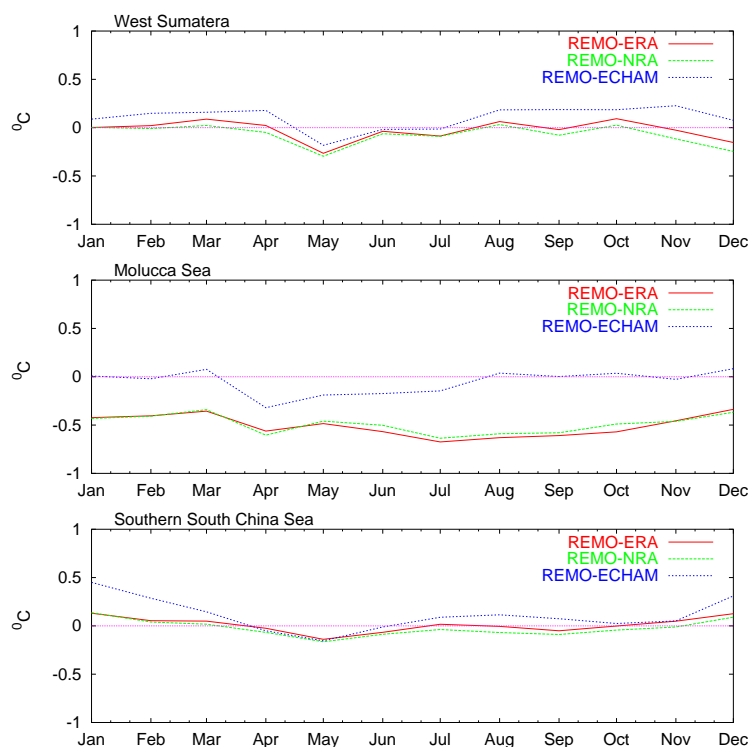 West Sumatera
1
REMO-ERA
0.5
REMO-NRA
REMO-ECHAM
⁰C
0
-0.5
-1
Jan Feb Mar Apr May Jun Jul Aug Sep Oct Nov Dec
Molucca Sea
1
REMO-ERA
0.5
REMO-NRA
REMO-ECHAM
⁰C
0
-0.5
-1
Jan Feb Mar Apr May Jun Jul Aug Sep Oct Nov Dec
Southern South China Sea
1
REMO-ERA
0.5
REMO-NRA
REMO-ECHAM
⁰C
0
-0.5
-1
Jan Feb Mar Apr May Jun Jul Aug Sep Oct Nov Dec